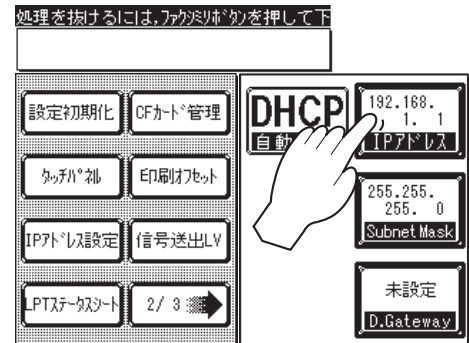 処理を抜けるには,ファクシミリボタンを押して下
設定初期化
CFカード管理
タッチパネル
印刷オフセット
IPアドレス設定
信号送出LV
LPTステータスシート
2/ 3
DHCP
自動
192.168.
1. 1
IPアドレス
255.255.
255. 0
Subnet Mask
未設定
D.Gateway